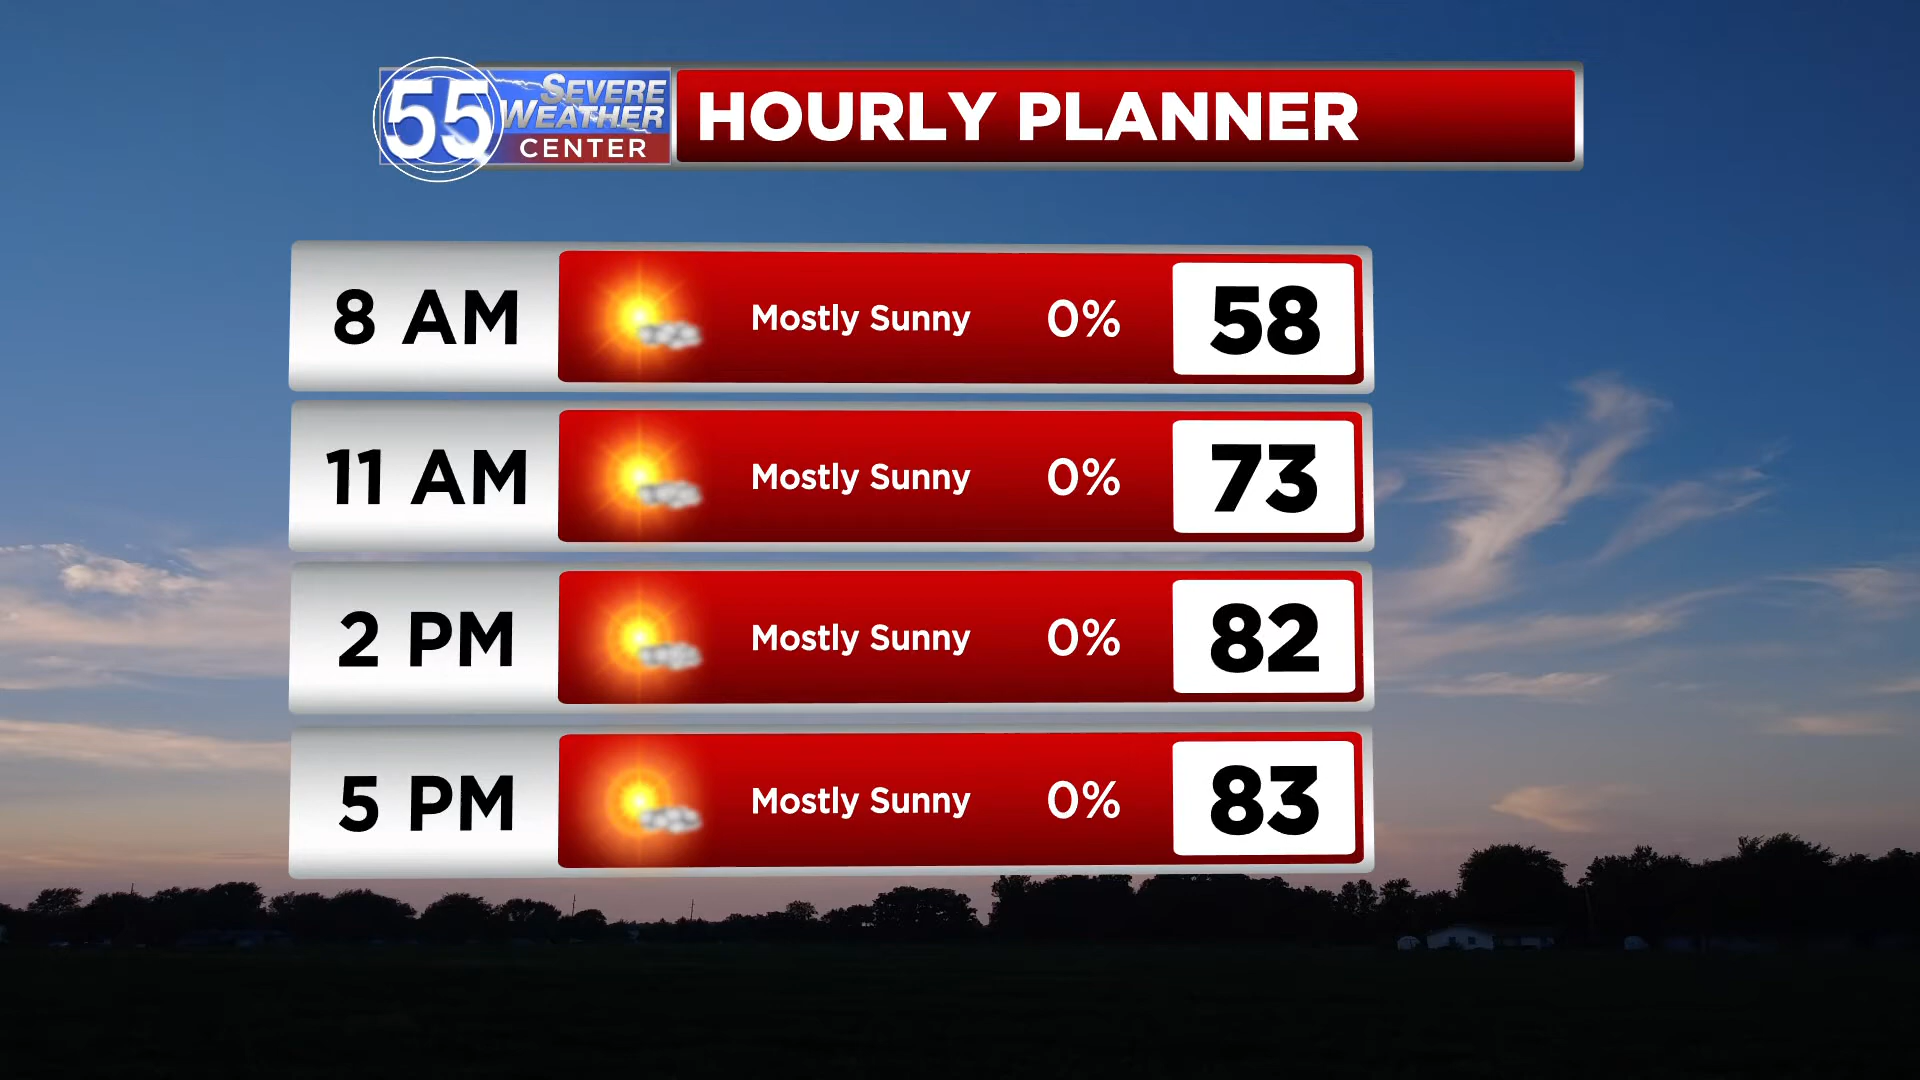 55 SEVERE WEATHER CENTER
HOURLY PLANNER
8 AM Mostly Sunny 0% 58
11 AM Mostly Sunny 0% 73
2 PM Mostly Sunny 0% 82
5 PM Mostly Sunny 0% 83